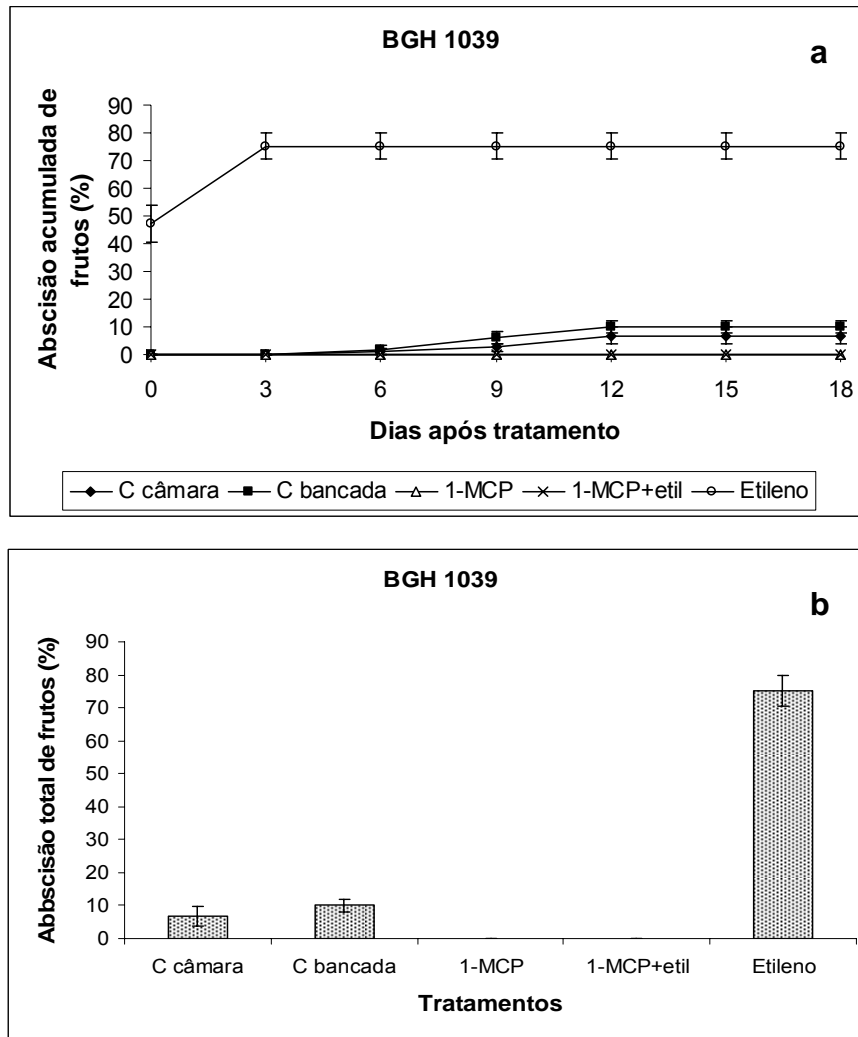 BGH 1039
a
Abscisão acumulada de
frutos (%)
90
80
70
60
50
40
30
20
10
0
0 3 6 9 12 15 18
Dias após tratamento
C câmara C bancada 1-MCP 1-MCP+etil Etileno
BGH 1039
b
Abbscisão total de frutos (%)
90
80
70
60
50
40
30
20
10
0
C câmara C bancada 1-MCP 1-MCP+etil Etileno
Tratamentos